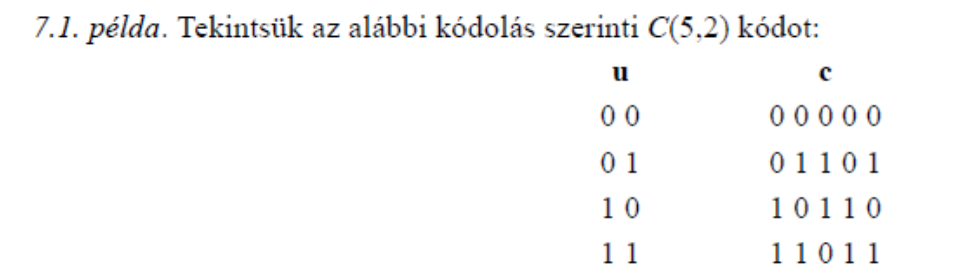 7.1. példa. Tekintsük az alábbi kódolás szerinti C(5,2) kódot:
u c
0 0 0 0 0 0 0
0 1 0 1 1 0 1
1 0 1 0 1 1 0
1 1 1 1 0 1 1